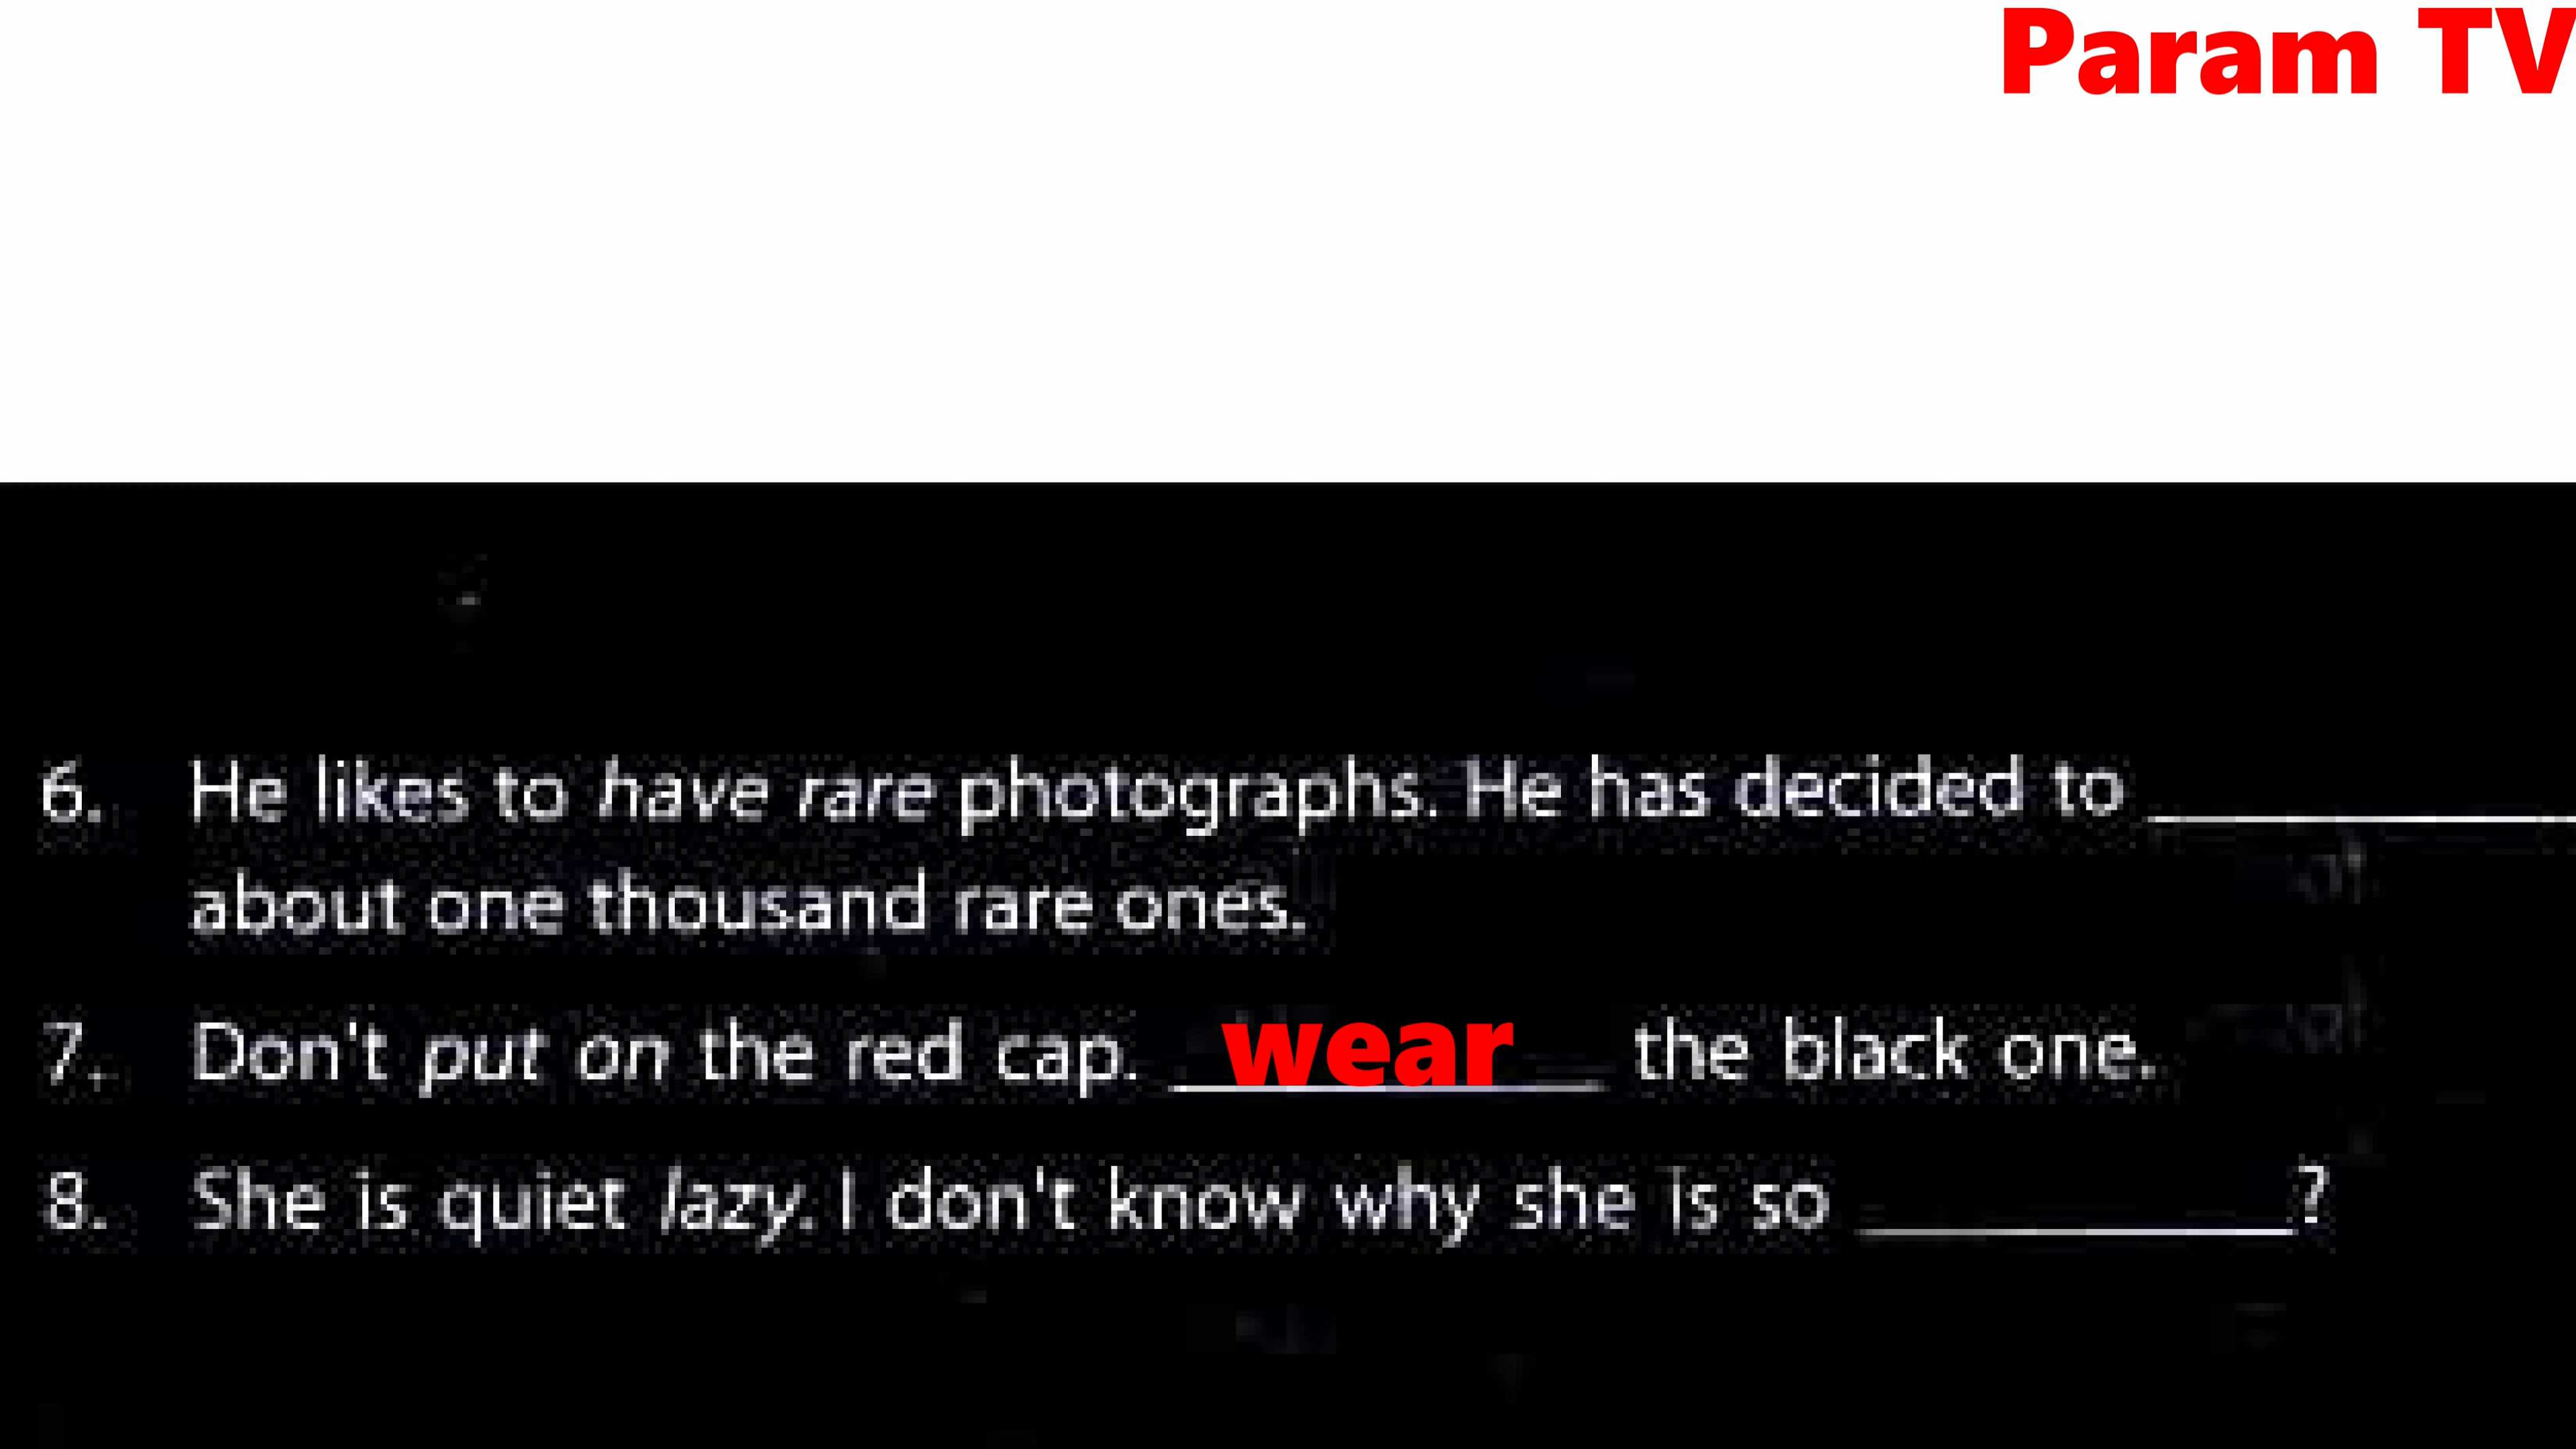 Param TV
6. He likes to have rare photographs. He has decided to ________
about one thousand rare ones.
7. Don't put on the red cap. wear the black one.
8. She is quiet lazy. I don't know why she is so ________?